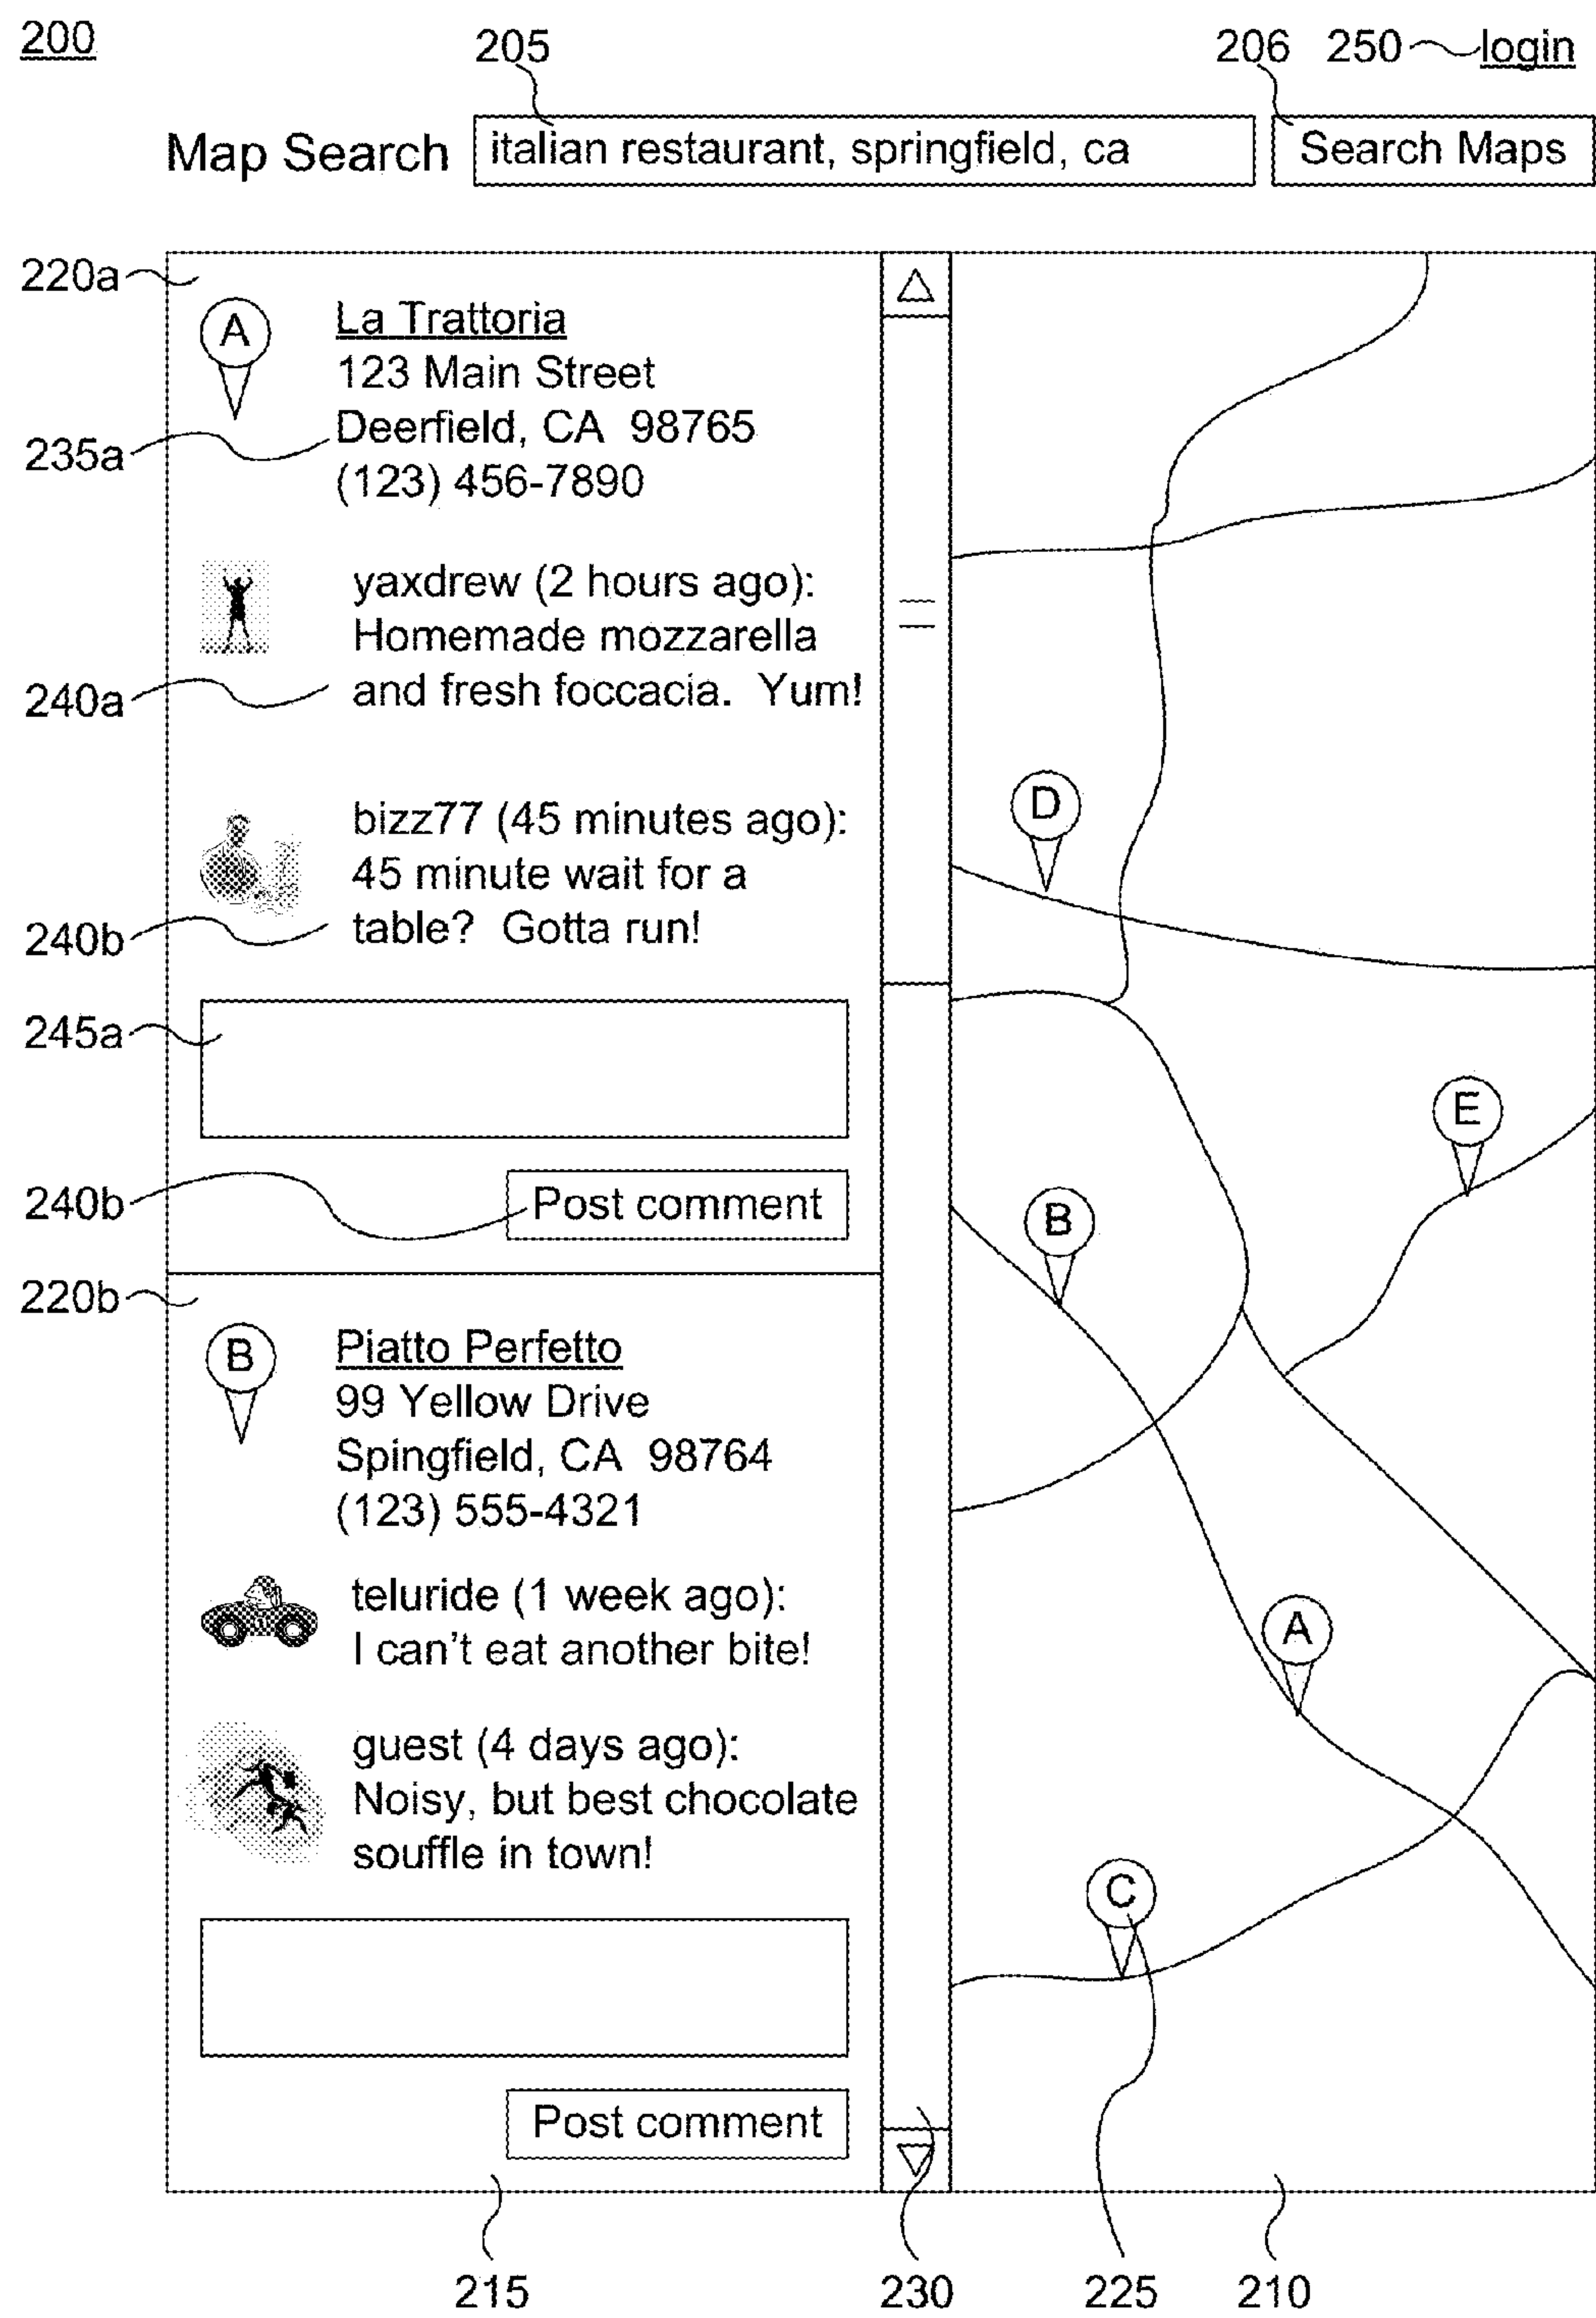 200
205
206
250
login
Map Search
italian restaurant, springfield, ca
Search Maps
220a
A
La Trattoria
123 Main Street
235a
Deerfield, CA 98765
(123) 456-7890
yaxdrew (2 hours ago):
Homemade mozzarella
240a
and fresh foccacia. Yum!
bizz77 (45 minutes ago):
45 minute wait for a
240b
table? Gotta run!
245a
240b
Post comment
220b
B
Piatto Perfetto
99 Yellow Drive
Spingfield, CA 98764
(123) 555-4321
teluride (1 week ago):
I can't eat another bite!
guest (4 days ago):
Noisy, but best chocolate
souffle in town!
Post comment
D
E
B
A
C
215
230
225
210